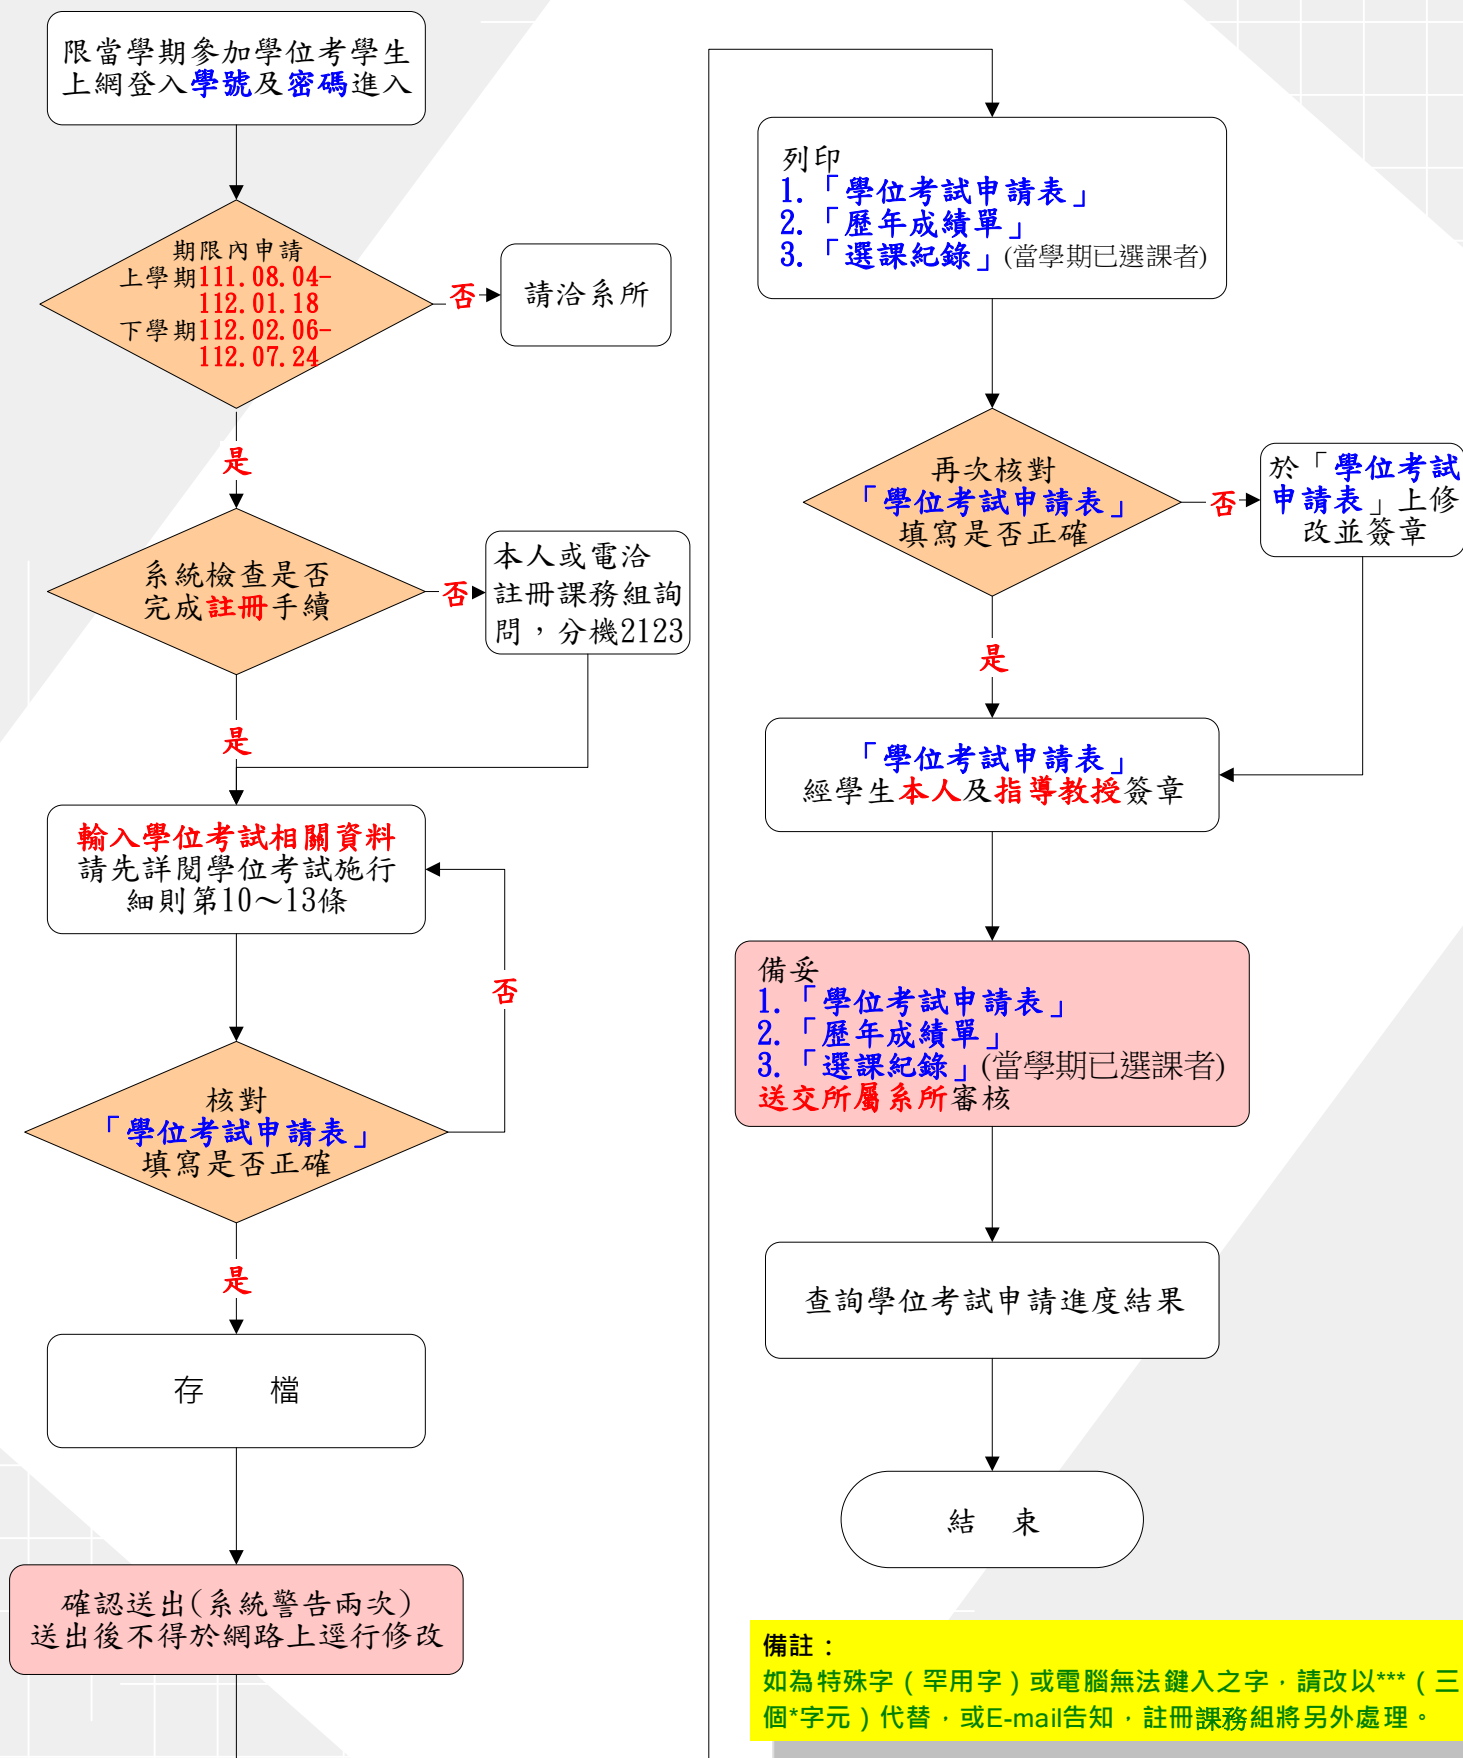 限當學期參加學位考學生
上網登入學號及密碼進入
期限內申請
上學期111.08.04-
112.01.18
下學期112.02.06-
112.07.24
否
請洽系所
是
系統檢查是否
完成註冊手續
否
本人或電洽
註冊課務組詢
問，分機2123
是
輸入學位考試相關資料
請先詳閱學位考試施行
細則第10～13條
否
核對
「學位考試申請表」
填寫是否正確
是
存　檔
確認送出(系統警告兩次)
送出後不得於網路上逕行修改
列印
1.「學位考試申請表」
2.「歷年成績單」
3.「選課紀錄」(當學期已選課者)
再次核對
「學位考試申請表」
填寫是否正確
否
於「學位考試
申請表」上修
改並簽章
是
「學位考試申請表」
經學生本人及指導教授簽章
備妥
1.「學位考試申請表」
2.「歷年成績單」
3.「選課紀錄」(當學期已選課者)
送交所屬系所審核
查詢學位考試申請進度結果
結　束
備註：
如為特殊字（罕用字）或電腦無法鍵入之字，請改以***（三
個*字元）代替，或E-mail告知，註冊課務組將另外處理。